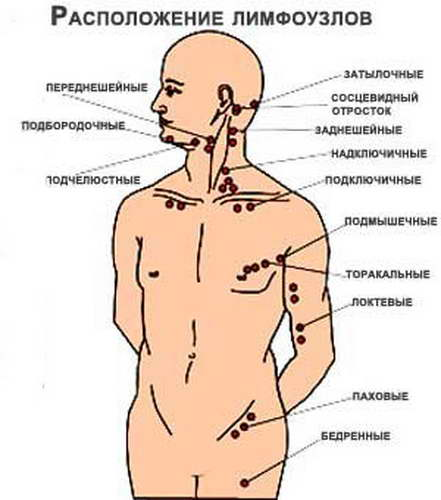 РАСПОЛОЖЕНИЕ ЛИМФОУЗЛОВ
ПЕРЕДНЕШЕЙНЫЕ
ПОДБОРОДОЧНЫЕ
ПОДЧЕЛЮСТНЫЕ
ЗАТЫЛОЧНЫЕ
СОСЦЕВИДНЫЙ
ОТРОСТОК
ЗАДНЕШЕЙНЫЕ
НАДКЛЮЧИЧНЫЕ
ПОДКЛЮЧИЧНЫЕ
ПОДМЫШЕЧНЫЕ
ТОРАКАЛЬНЫЕ
ЛОКТЕВЫЕ
ПАХОВЫЕ
БЕДРЕННЫЕ